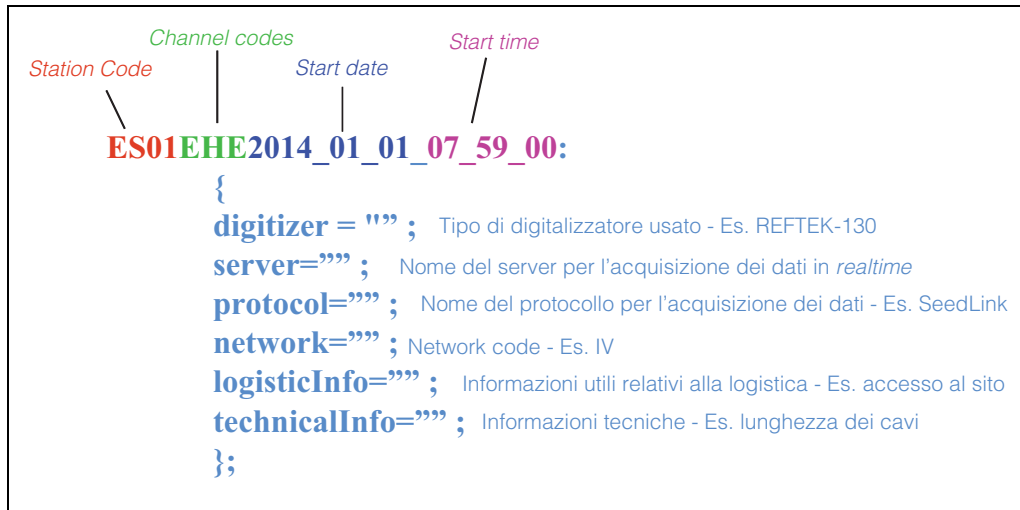 Channel codes
Start time
Station Code
Start date
ES01EHE2014_01_01_07_59_00:
{
digitizer = "” ; Tipo di digitalizzatore usato - Es. REFTEK-130
server=”” ; Nome del server per l’acquisizione dei dati in realtime
protocol=”” ; Nome del protocollo per l’acquisizione dei dati - Es. SeedLink
network=”” ; Network code - Es. IV
logisticInfo=”” ; Informazioni utili relativi alla logistica - Es. accesso al sito
technicalInfo=”” ; Informazioni tecniche - Es. lunghezza dei cavi
};